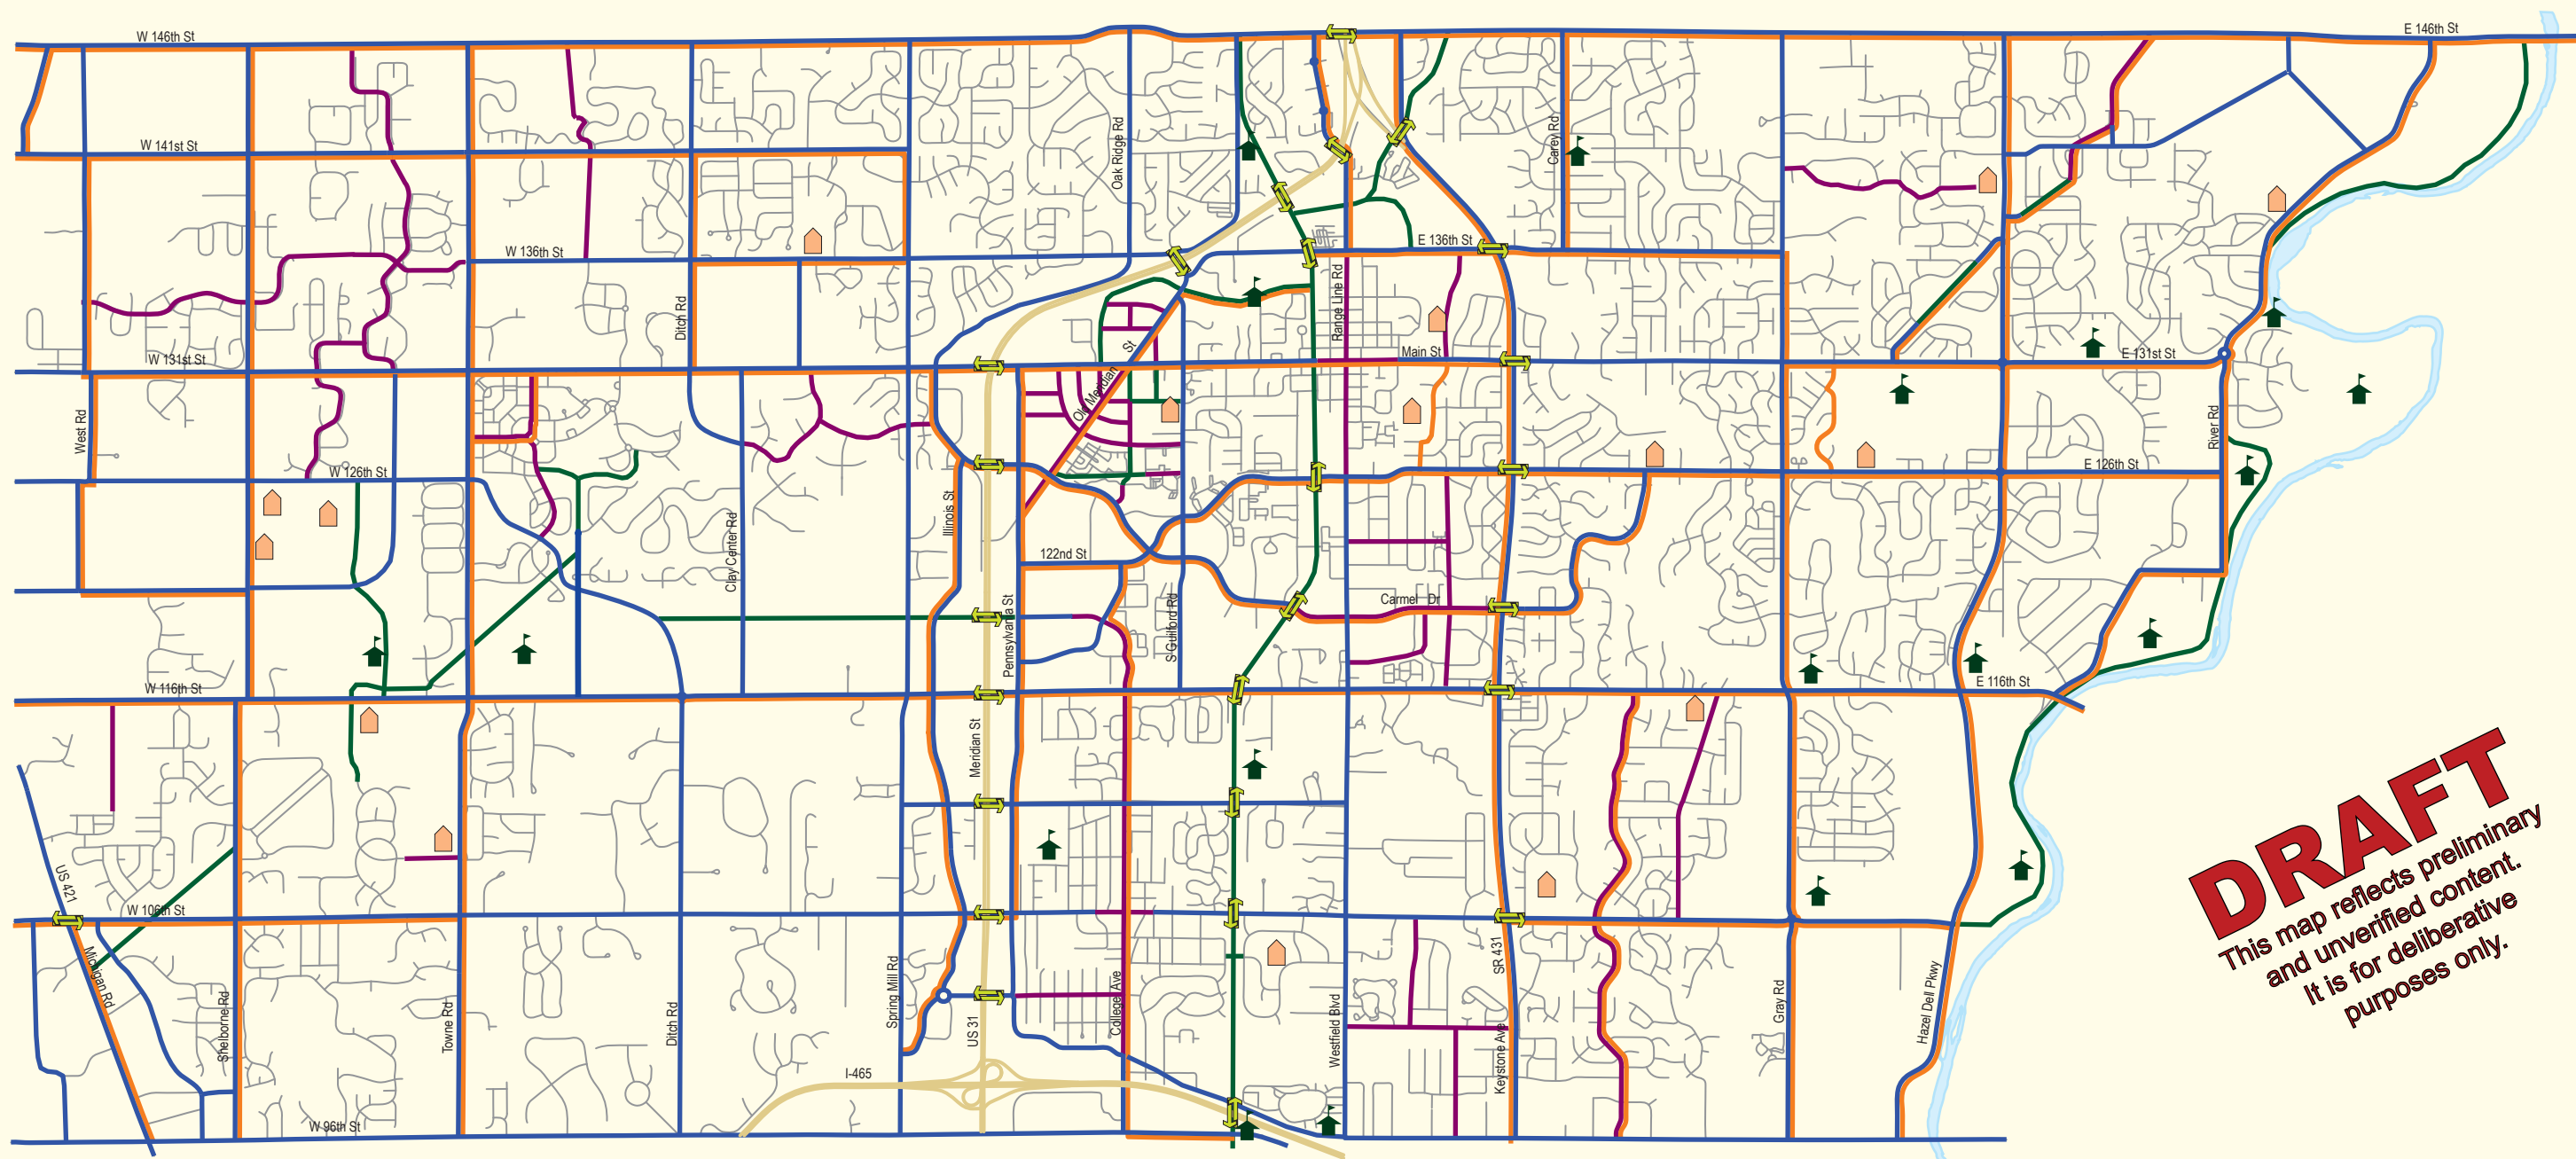 W 146th St
E 146th St
W 141st St
Oak Ridge Rd
Carey Rd
W 136th St
E 136th St
Ditch Rd
Range Line Rd
W 131st St
St
Main St
E 131st St
Old Meridian
West Rd
River Rd
W 126th St
E 126th St
Illinois St
Clay Center Rd
122nd St
Pennsylvania St
S Guilford Rd
Carmel Dr
W 116th St
E 116th St
Meridian St
US 421
W 106th St
Michigan Rd
Shelborne Rd
Towne Rd
Ditch Rd
Spring Mill Rd
US 31
College Ave
Westfield Blvd
SR 431
Keystone Ave
Gray Rd
Hazel Dell Pkwy
I-465
W 96th St
DRAFT
This map reflects preliminary
and unverified content.
It is for deliberative
purposes only.